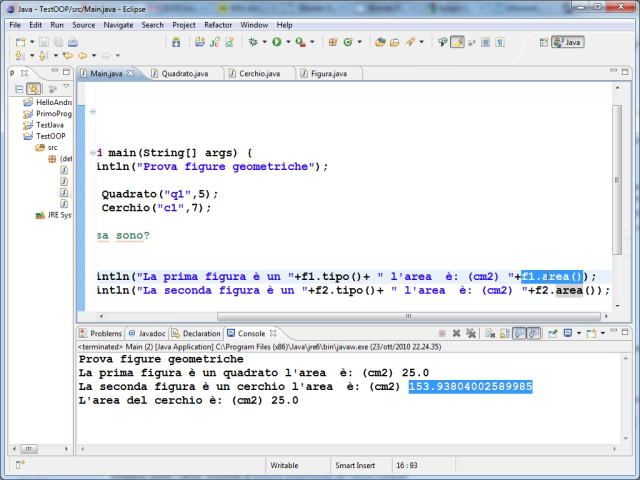 Java - TestOOP/src/Main.java - Eclipse
File Edit Source Refactor Navigate Search Project Refactor Run Window Help
Java
P
Main.java Quadrato.java Cerchio.java Figura.java
HelloAndro
PrimoProg
TestJava
TestOOP
src
(def
JRE Sys
d main(String[] args) {
intln("Prova figure geometriche");
Quadrato("q1",5);
Cerchio("c1",7);
sa sono?
intln("La prima figura è un "+f1.tipo()+ " l'area  è: (cm2) "+f1.area());
intln("La seconda figura è un "+f2.tipo()+ " l'area  è: (cm2) "+f2.area());
Problems Javadoc Declaration Console
<terminated> Main (2) [Java Application] C:\Program Files (x86)\Java\jre6\bin\javaw.exe (23/ott/2010 22.24.35)
Prova figure geometriche
La prima figura è un quadrato l'area  è: (cm2) 25.0
La seconda figura è un cerchio l'area  è: (cm2) 153.93804002589985
L'area del cerchio è: (cm2) 25.0
Writable Smart Insert 16 : 93